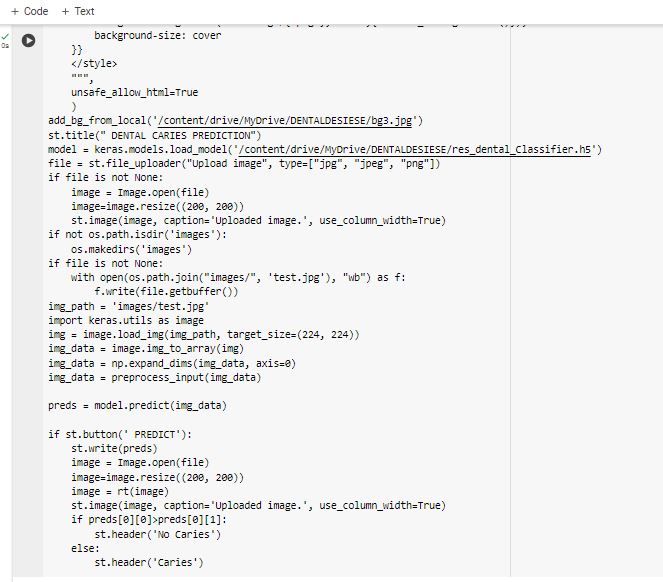 + Code + Text
0s
background-size: cover
}}
</style>
""",
unsafe_allow_html=True
)
add_bg_from_local('/content/drive/MyDrive/DENTALDESIESE/bg3.jpg')
st.title(" DENTAL CARIES PREDICTION")
model = keras.models.load_model('/content/drive/MyDrive/DENTALDESIESE/res_dental_Classifier.h5')
file = st.file_uploader("Upload image", type=["jpg", "jpeg", "png"])
if file is not None:
image = Image.open(file)
image=image.resize((200, 200))
st.image(image, caption='Uploaded image.', use_column_width=True)
if not os.path.isdir('images'):
os.makedirs('images')
if file is not None:
with open(os.path.join("images/", 'test.jpg'), "wb") as f:
f.write(file.getbuffer())
img_path = 'images/test.jpg'
import keras.utils as image
img = image.load_img(img_path, target_size=(224, 224))
img_data = image.img_to_array(img)
img_data = np.expand_dims(img_data, axis=0)
img_data = preprocess_input(img_data)
preds = model.predict(img_data)
if st.button(' PREDICT'):
st.write(preds)
image = Image.open(file)
image=image.resize((200, 200))
image = rt(image)
st.image(image, caption='Uploaded image.', use_column_width=True)
if preds[0][0]>preds[0][1]:
st.header('No Caries')
else:
st.header('Caries')